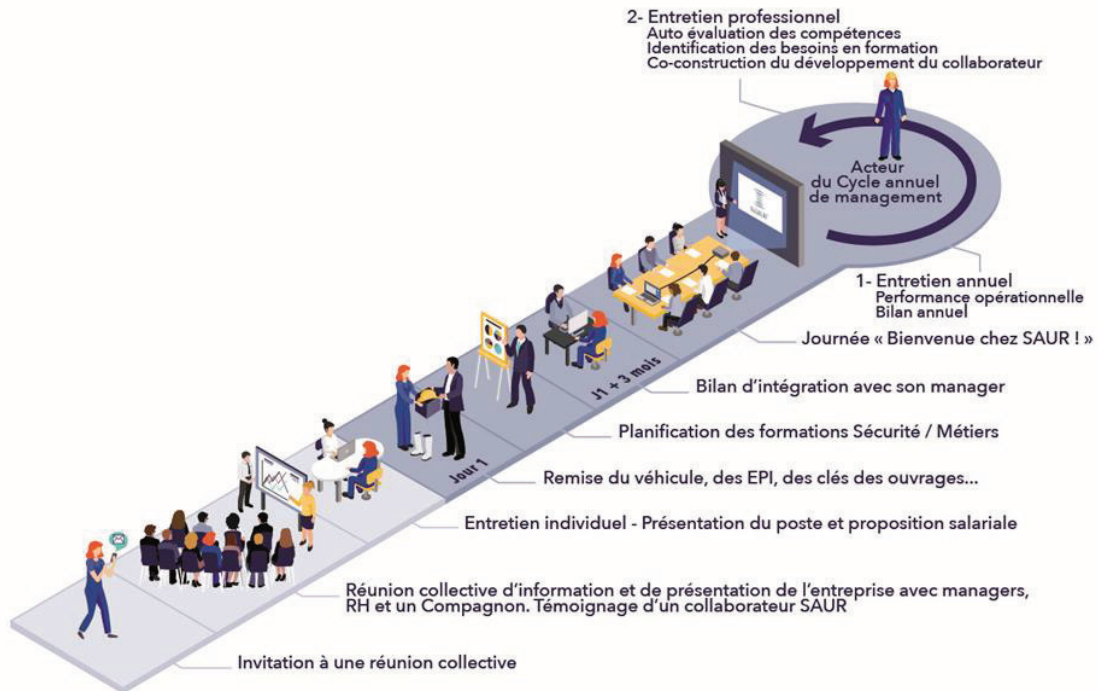 2- Entretien professionnel
Auto évaluation des compétences
Identification des besoins en formation
Co-construction du développement du collaborateur
Acteur
du Cycle annuel
de management
1- Entretien annuel
Performance opérationnelle
Bilan annuel
Journée « Bienvenue chez SAUR ! »
J1 + 3 mois
Bilan d'intégration avec son manager
Planification des formations Sécurité / Métiers
Jour 1
Remise du véhicule, des EPI, des clés des ouvrages...
Entretien individuel - Présentation du poste et proposition salariale
Réunion collective d'information et de présentation de l'entreprise avec managers,
RH et un Compagnon. Témoignage d'un collaborateur SAUR
Invitation à une réunion collective